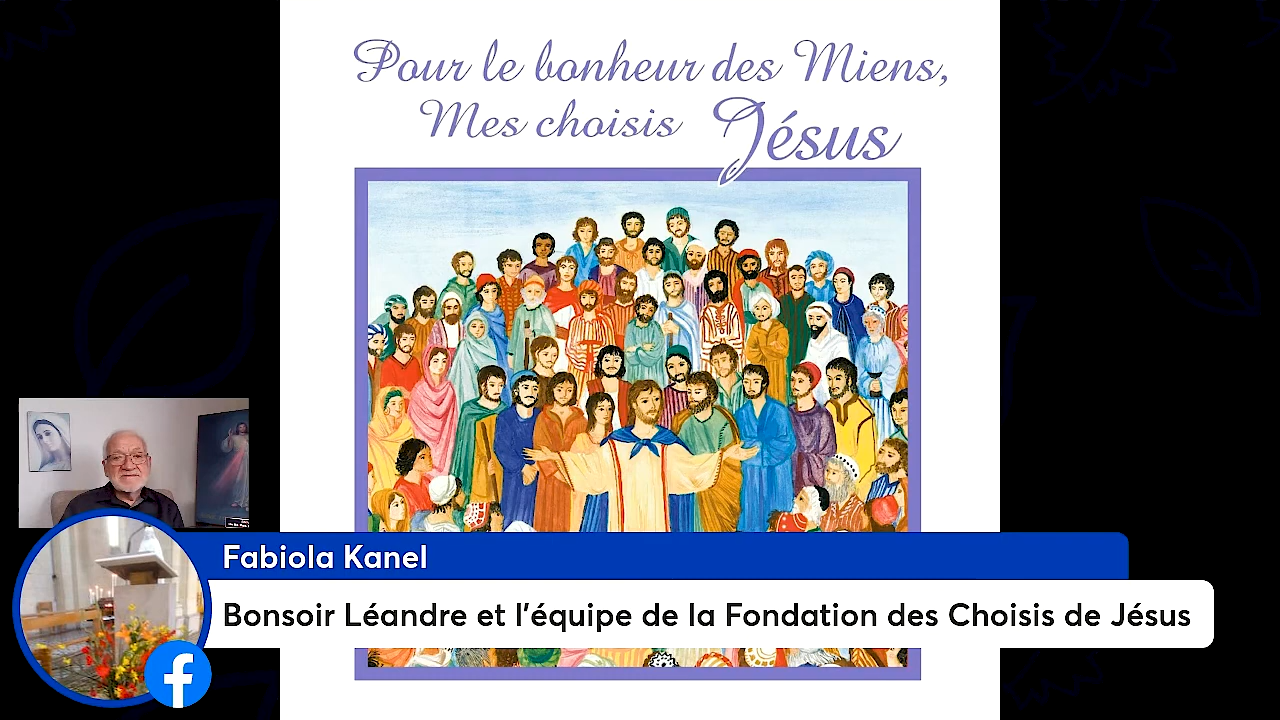 Pour le bonheur des Miens,
Mes choisis Jésus
Fabiola Kanel
Bonsoir Léandre et l'équipe de la Fondation des Choisis de Jésus